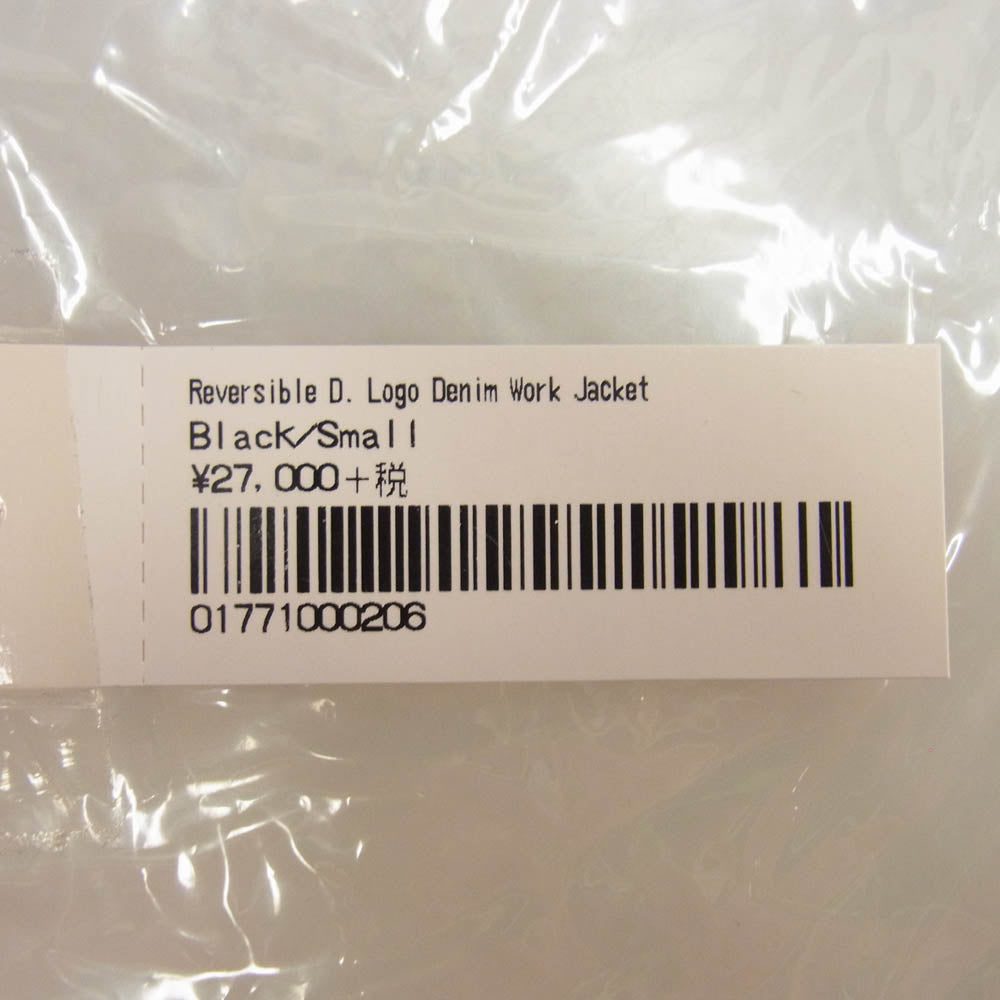 Reversible D. Logo Denim Work Jacket
Black/Small
¥27,000+税
01771000206